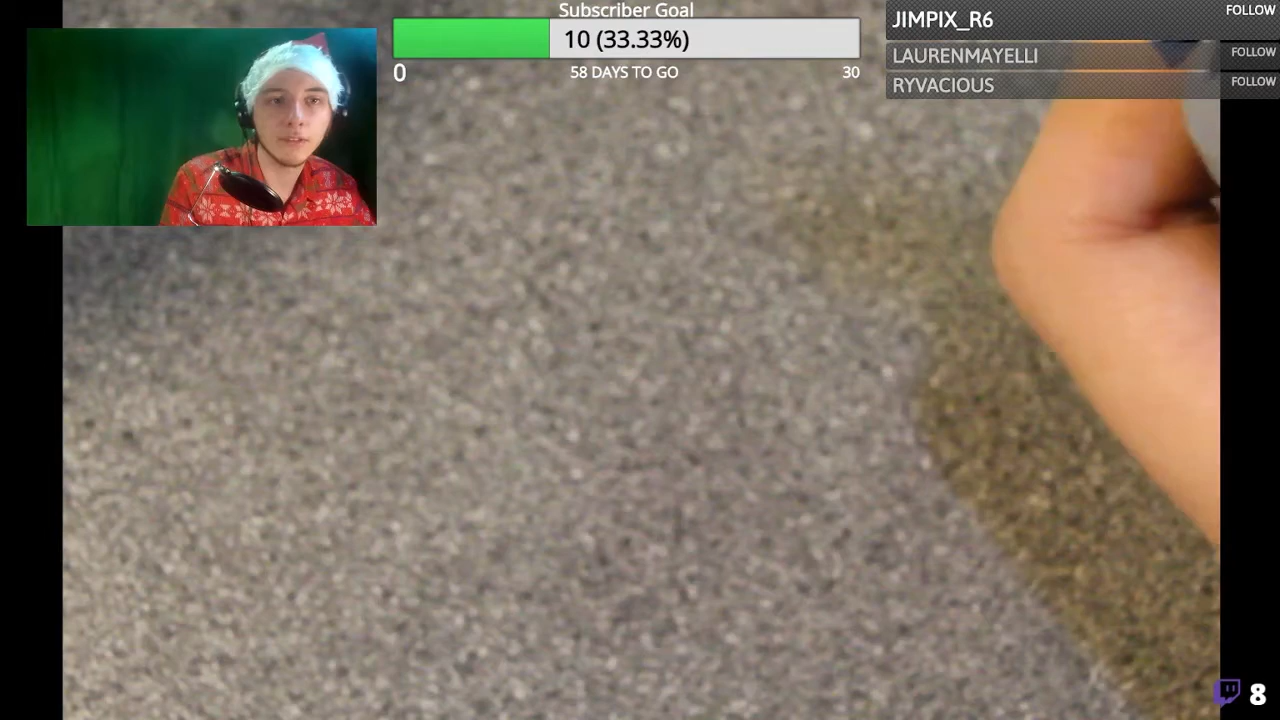 Subscriber Goal
10 (33.33%)
0
58 DAYS TO GO
30
JIMPIX_R6
FOLLOW
LAURENMAYELLI
FOLLOW
RYVACIOUS
FOLLOW
8